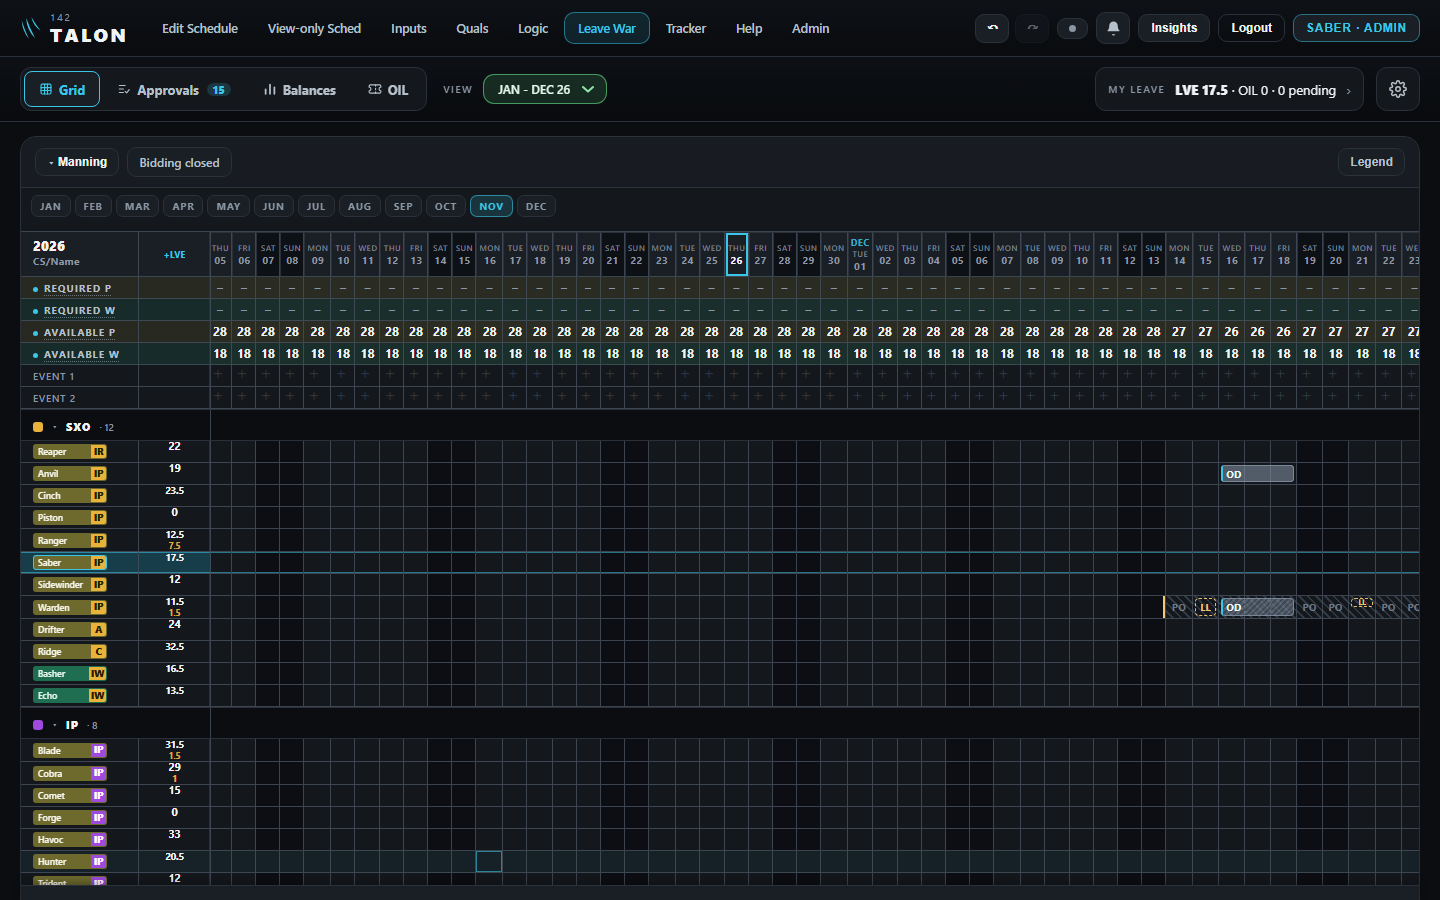 142
TALON
Edit Schedule View-only Sched Inputs Quals Logic Leave War Tracker Help Admin Insights Logout SABER · ADMIN
Grid Approvals 15 Balances OIL VIEW JAN - DEC 26 MY LEAVE LVE 17.5 · OIL 0 · 0 pending ›
Manning Bidding closed Legend
JAN FEB MAR APR MAY JUN JUL AUG SEP OCT NOV DEC
2026
CS/Name
+LVE
THU 05 FRI 06 SAT 07 SUN 08 MON 09 TUE 10 WED 11 THU 12 FRI 13 SAT 14 SUN 15 MON 16 TUE 17 WED 18 THU 19 FRI 20 SAT 21 SUN 22 MON 23 TUE 24 WED 25 THU 26 FRI 27 SAT 28 SUN 29 MON 30 DEC TUE 01 WED 02 THU 03 FRI 04 SAT 05 SUN 06 MON 07 TUE 08 WED 09 THU 10 FRI 11 SAT 12 SUN 13 MON 14 TUE 15 WED 16 THU 17 FRI 18 SAT 19 SUN 20 MON 21 TUE 22 WE 23
REQUIRED P – – – – – – – – – – – – – – – – – – – – – – – – – – – – – – – – – – – – – – – – – – – – – – – – –
REQUIRED W – – – – – – – – – – – – – – – – – – – – – – – – – – – – – – – – – – – – – – – – – – – – – – – – –
AVAILABLE P 28 28 28 28 28 28 28 28 28 28 28 28 28 28 28 28 28 28 28 28 28 28 28 28 28 28 28 28 28 28 28 28 28 28 28 28 28 28 28 27 27 26 26 26 27 27 27 27 27
AVAILABLE W 18 18 18 18 18 18 18 18 18 18 18 18 18 18 18 18 18 18 18 18 18 18 18 18 18 18 18 18 18 18 18 18 18 18 18 18 18 18 18 18 18 18 18 18 18 18 18 18 18
EVENT 1 + + + + + + + + + + + + + + + + + + + + + + + + + + + + + + + + + + + + + + + + + + + + + + + + +
EVENT 2 + + + + + + + + + + + + + + + + + + + + + + + + + + + + + + + + + + + + + + + + + + + + + + + + +
SXO · 12
Reaper IR 22
Anvil IP 19 OD
Cinch IP 23.5
Piston IP 0
Ranger IP 12.5
7.5
Saber IP 17.5
Sidewinder IP 12
Warden IP 11.5 PO LL OD PO PO LL PO PO
1.5
Drifter A 24
Ridge C 32.5
Basher IW 16.5
Echo IW 13.5
IP · 8
Blade IP 31.5
1.5
Cobra IP 29
1
Comet IP 15
Forge IP 0
Havoc IP 33
Hunter IP 20.5
Trident IP 12